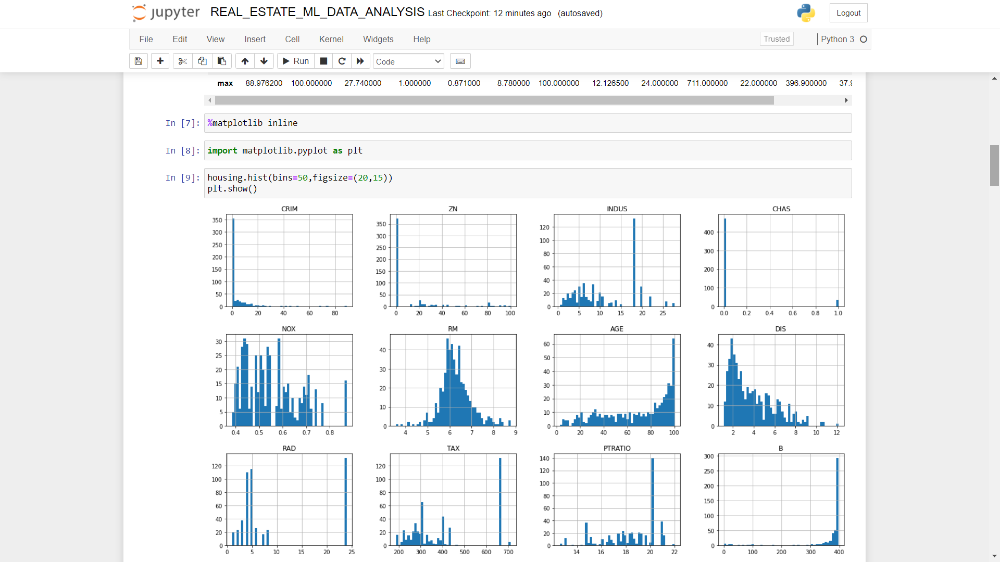 jupyter REAL_ESTATE_ML_DATA_ANALYSIS Last Checkpoint: 12 minutes ago (autosaved) Logout
File Edit View Insert Cell Kernel Widgets Help Trusted Python 3
Run Code
max 88.976200 100.000000 27.740000 1.000000 0.871000 8.780000 100.000000 12.126500 24.000000 711.000000 22.000000 396.900000 37.9
In [7]: %matplotlib inline
In [8]: import matplotlib.pyplot as plt
In [9]: housing.hist(bins=50,figsize=(20,15))
plt.show()
CRIM ZN INDUS CHAS
350 300 250 200 150 100 50 0
0 20 40 60 80
350 300 250 200 150 100 50 0
0 20 40 60 80 100
120 100 80 60 40 20 0
0 5 10 15 20 25
400 300 200 100 0
0.0 0.2 0.4 0.6 0.8 1.0
NOX RM AGE DIS
30 25 20 15 10 5 0
0.4 0.5 0.6 0.7 0.8
40 30 20 10 0
4 5 6 7 8 9
60 50 40 30 20 10 0
0 20 40 60 80 100
40 30 20 10 0
2 4 6 8 10 12
RAD TAX PTRATIO B
120 100 80 60 40 20 0
0 5 10 15 20 25
120 100 80 60 40 20 0
200 300 400 500 600 700
140 120 100 80 60 40 20 0
14 16 18 20 22
300 250 200 150 100 50 0
0 100 200 300 400